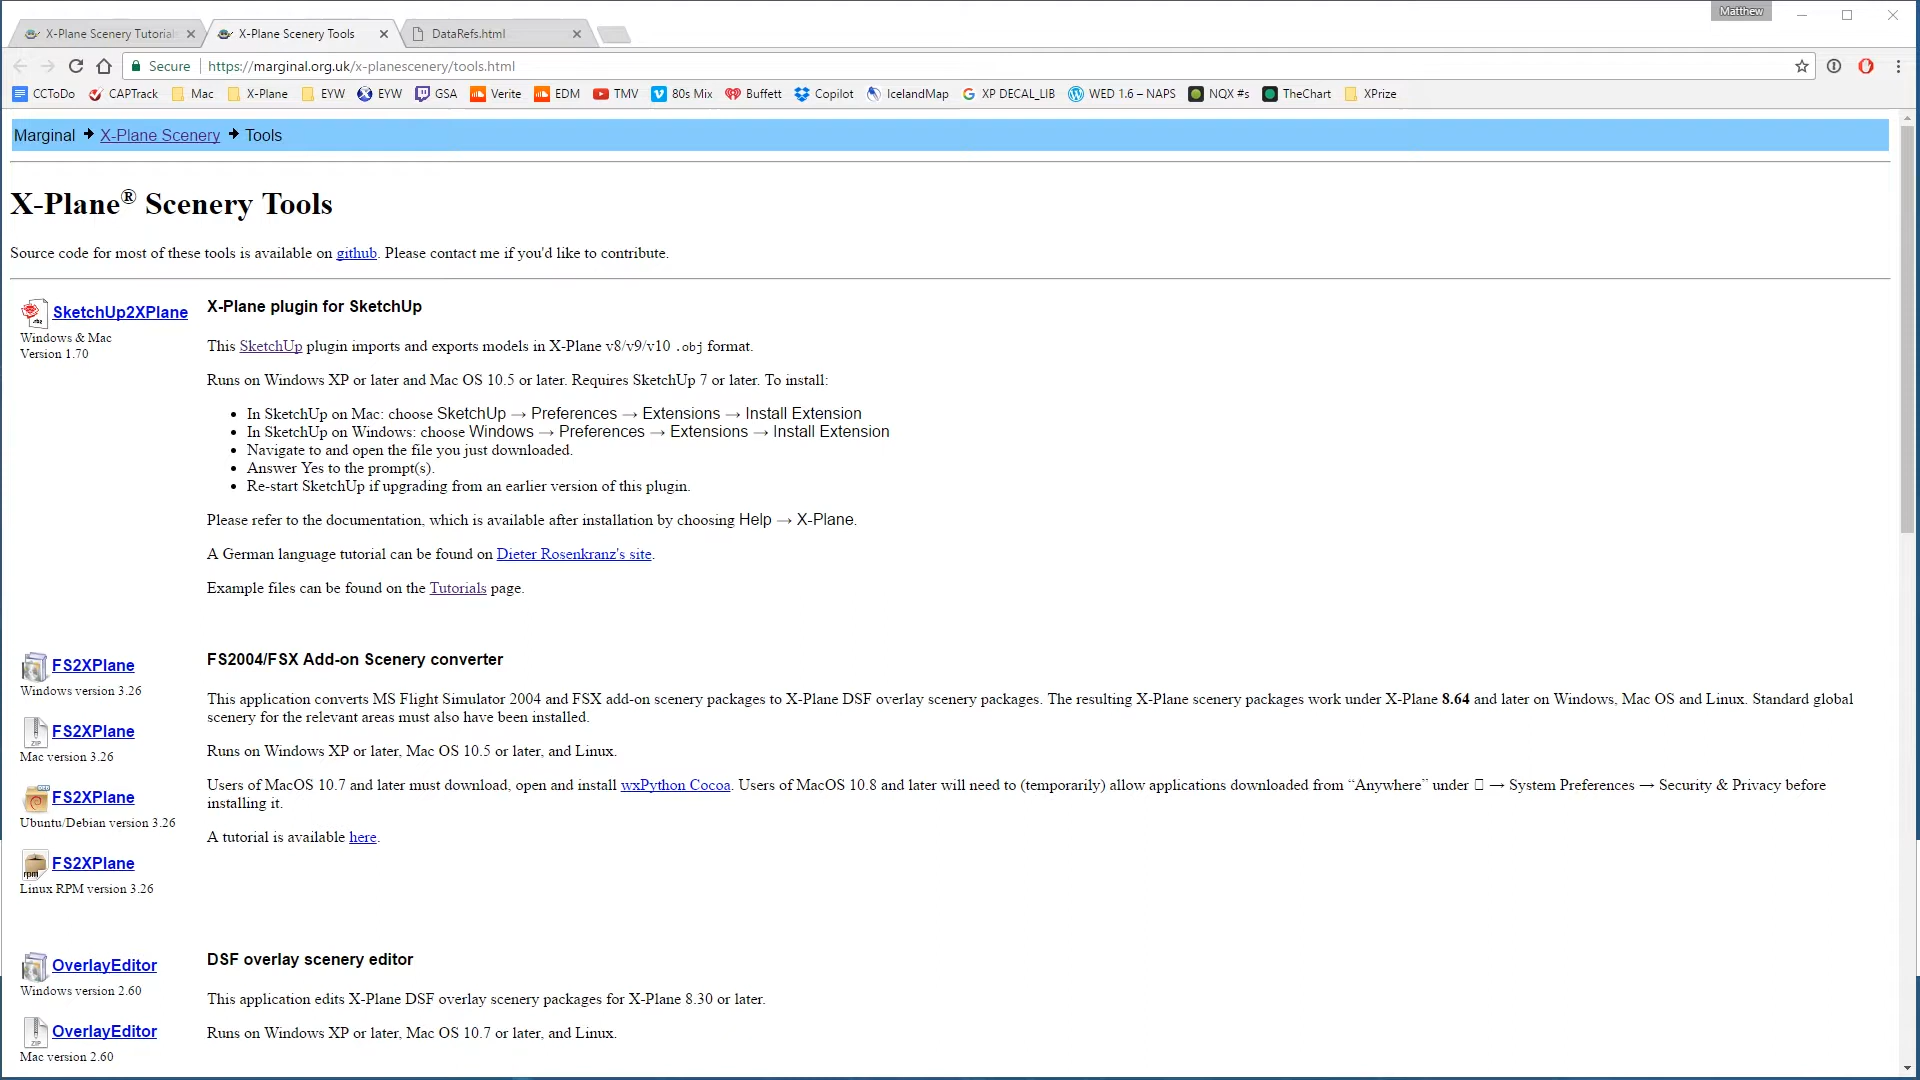 Matthew
X-Plane Scenery Tutorial
X-Plane Scenery Tools
DataRefs.html
Secure
https://marginal.org.uk/x-planescenery/tools.html
CCToDo
CAPTrack
Mac
X-Plane
EYW
EYW
GSA
Verite
EDM
TMV
80s Mix
Buffett
Copilot
IcelandMap
XP DECAL_LIB
WED 1.6 – NAPS
NQX #s
TheChart
XPrize
Marginal 🡺 X-Plane Scenery 🡺 Tools
X-Plane® Scenery Tools
Source code for most of these tools is available on github. Please contact me if you'd like to contribute.
SketchUp2XPlane
Windows & Mac
Version 1.70
X-Plane plugin for SketchUp
This SketchUp plugin imports and exports models in X-Plane v8/v9/v10 .obj format.
Runs on Windows XP or later and Mac OS 10.5 or later. Requires SketchUp 7 or later. To install:
• In SketchUp on Mac: choose SketchUp → Preferences → Extensions → Install Extension
• In SketchUp on Windows: choose Windows → Preferences → Extensions → Install Extension
• Navigate to and open the file you just downloaded.
• Answer Yes to the prompt(s).
• Re-start SketchUp if upgrading from an earlier version of this plugin.
Please refer to the documentation, which is available after installation by choosing Help → X-Plane.
A German language tutorial can be found on Dieter Rosenkranz's site.
Example files can be found on the Tutorials page.
FS2XPlane
Windows version 3.26
FS2XPlane
Mac version 3.26
FS2XPlane
Ubuntu/Debian version 3.26
FS2XPlane
Linux RPM version 3.26
FS2004/FSX Add-on Scenery converter
This application converts MS Flight Simulator 2004 and FSX add-on scenery packages to X-Plane DSF overlay scenery packages. The resulting X-Plane scenery packages work under X-Plane 8.64 and later on Windows, Mac OS and Linux. Standard global
scenery for the relevant areas must also have been installed.
Runs on Windows XP or later, Mac OS 10.5 or later, and Linux.
Users of MacOS 10.7 and later must download, open and install wxPython Cocoa. Users of MacOS 10.8 and later will need to (temporarily) allow applications downloaded from “Anywhere” under → System Preferences → Security & Privacy before
installing it.
A tutorial is available here.
OverlayEditor
Windows version 2.60
OverlayEditor
Mac version 2.60
DSF overlay scenery editor
This application edits X-Plane DSF overlay scenery packages for X-Plane 8.30 or later.
Runs on Windows XP or later, Mac OS 10.7 or later, and Linux.